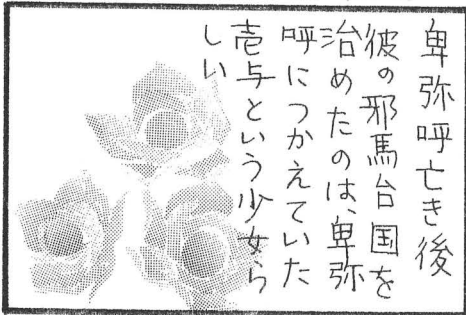 卑弥呼亡き後
彼の邪馬台国を
治めたのは、卑弥
呼につかえていた
壱与という少女ら
しい